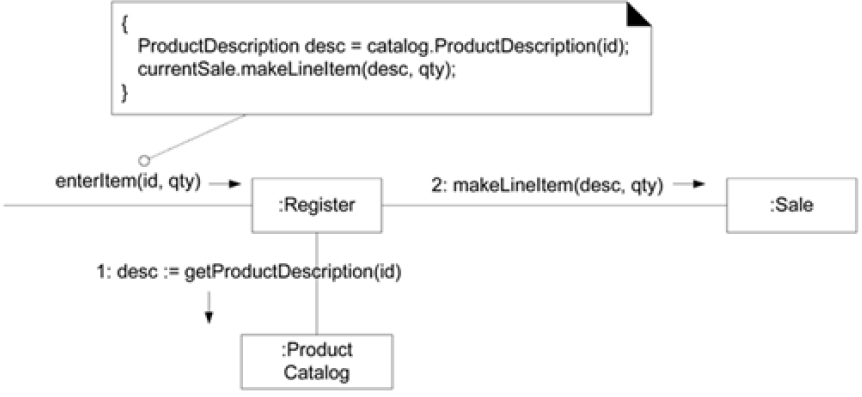 {
ProductDescription desc = catalog.ProductDescription(id);
currentSale.makeLineItem(desc, qty);
}
enterItem(id, qty)
:Register
2: makeLineItem(desc, qty)
:Sale
1: desc := getProductDescription(id)
:Product
Catalog